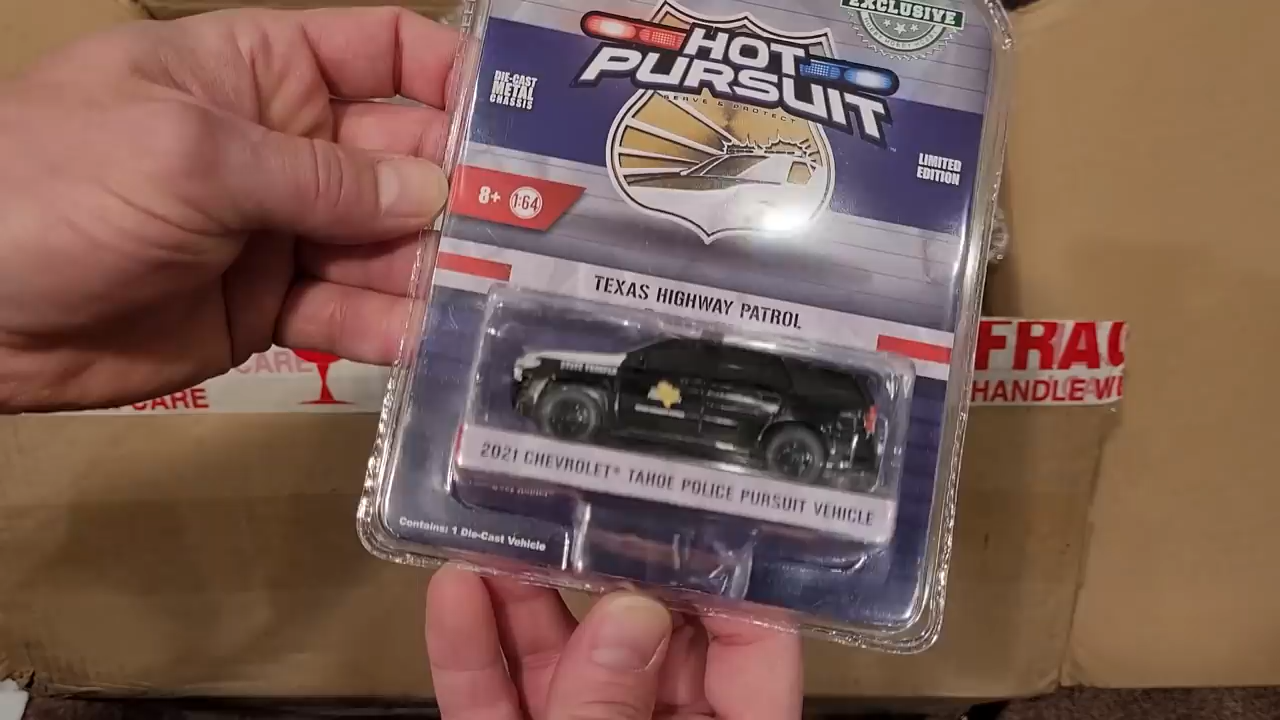 EXCLUSIVE
HOT
PURSUIT
SERVE & PROTECT
DIE-CAST
METAL
CHASSIS
LIMITED
EDITION
8+ 1:64
TEXAS HIGHWAY PATROL
STATE TROOPER
2021 CHEVROLET® TAHOE POLICE PURSUIT VEHICLE
Contains: 1 Die-Cast Vehicle
CARE
CARE
FRAG
HANDLE WI